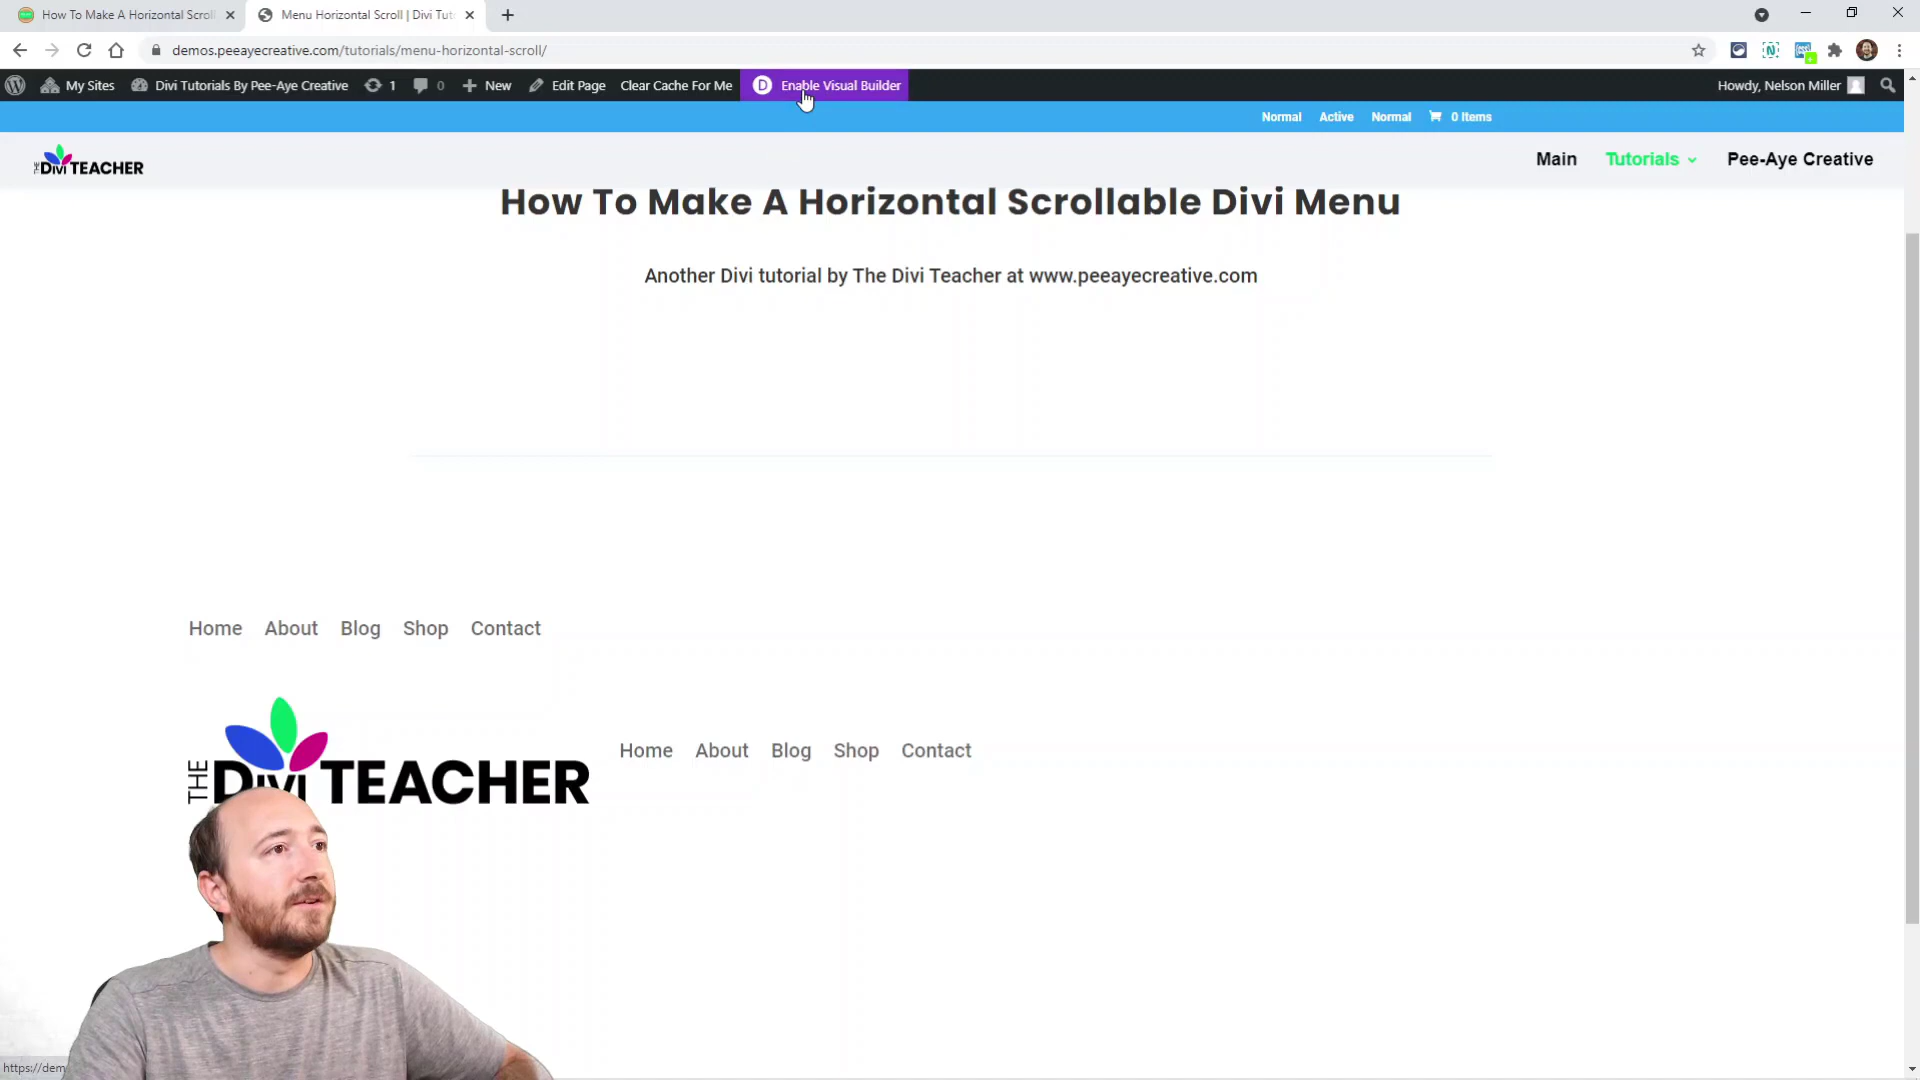 How To Make A Horizontal Scroll
Menu Horizontal Scroll | Divi Tut
demos.peeayecreative.com/tutorials/menu-horizontal-scroll/
My Sites Divi Tutorials By Pee-Aye Creative 1 0 New Edit Page Clear Cache For Me D Enable Visual Builder Howdy, Nelson Miller
Normal Active Normal 0 Items
THE DIVI TEACHER Main Tutorials Pee-Aye Creative
How To Make A Horizontal Scrollable Divi Menu
Another Divi tutorial by The Divi Teacher at www.peeayecreative.com
Home About Blog Shop Contact
THE DIVI TEACHER
Home About Blog Shop Contact
https://dem